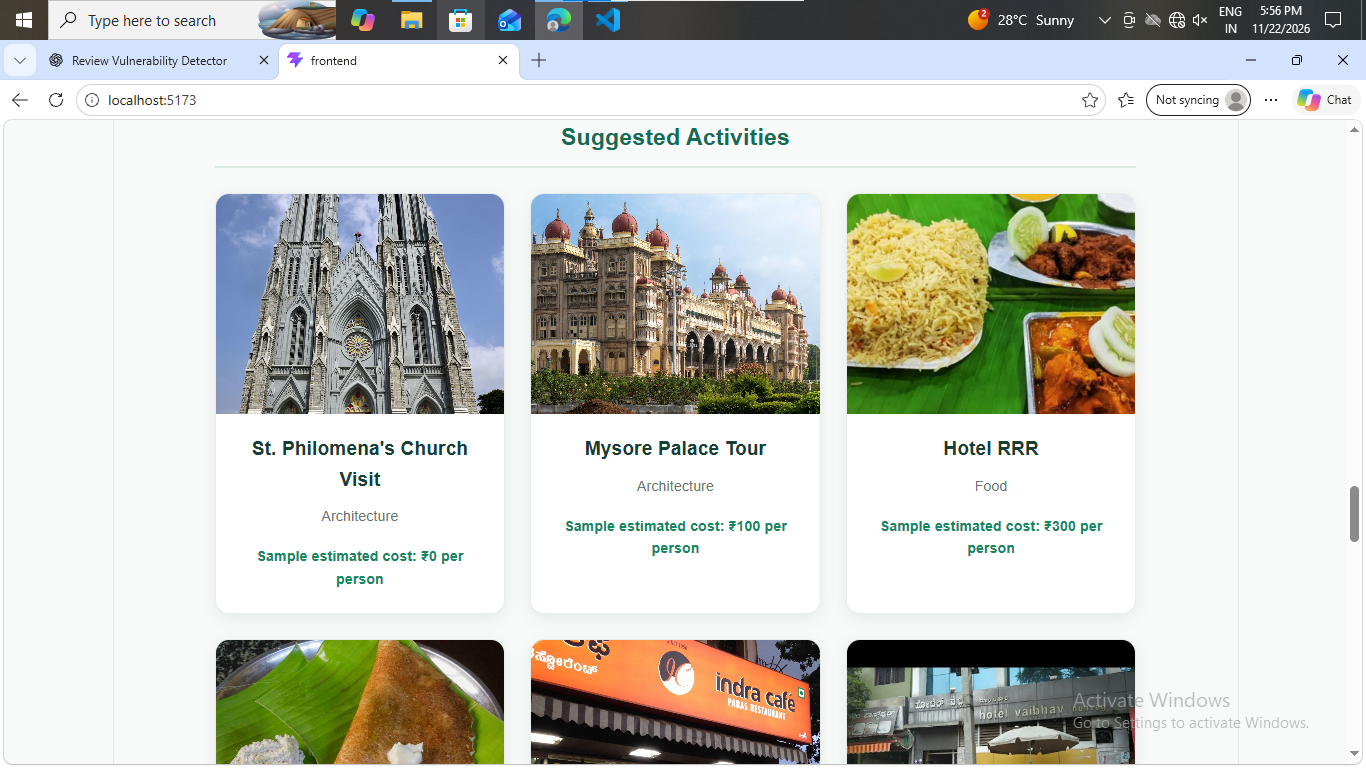 Type here to search
2
28°C Sunny
ENG
IN
5:56 PM
11/22/2026
Review Vulnerability Detector
frontend
localhost:5173
Not syncing
Chat
Suggested Activities
St. Philomena's Church
Visit
Architecture
Sample estimated cost: ₹0 per
person
Mysore Palace Tour
Architecture
Sample estimated cost: ₹100 per
person
Hotel RRR
Food
Sample estimated cost: ₹300 per
person
indra café
PARAS RESTAURANT
hotel vaibhav
Activate Windows
Go to Settings to activate Windows.